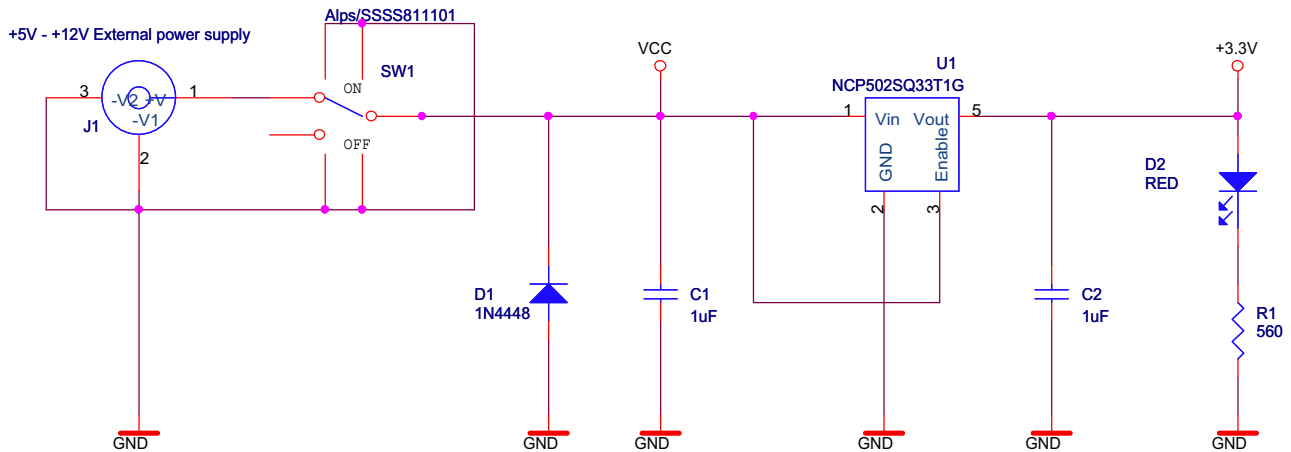 Alps/SSSS811101
+5V - +12V External power supply
VCC
+3.3V
U1
SW1
NCP502SQ33T1G
ON
3
-V2 +V
1
-V1
J1
1
Vin
Vout
5
OFF
GND
Enable
2
D2
RED
2
3
D1
1N4448
C1
1uF
C2
1uF
R1
560
GND
GND
GND
GND
GND
GND